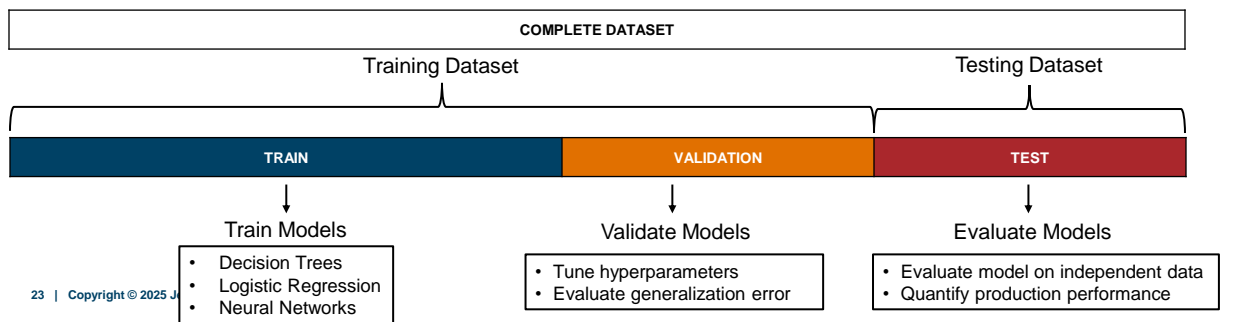 COMPLETE DATASET
Training Dataset
Testing Dataset
TRAIN
VALIDATION
TEST
Train Models
• Decision Trees
• Logistic Regression
• Neural Networks
Validate Models
• Tune hyperparameters
• Evaluate generalization error
Evaluate Models
• Evaluate model on independent data
• Quantify production performance
23 | Copyright © 2025